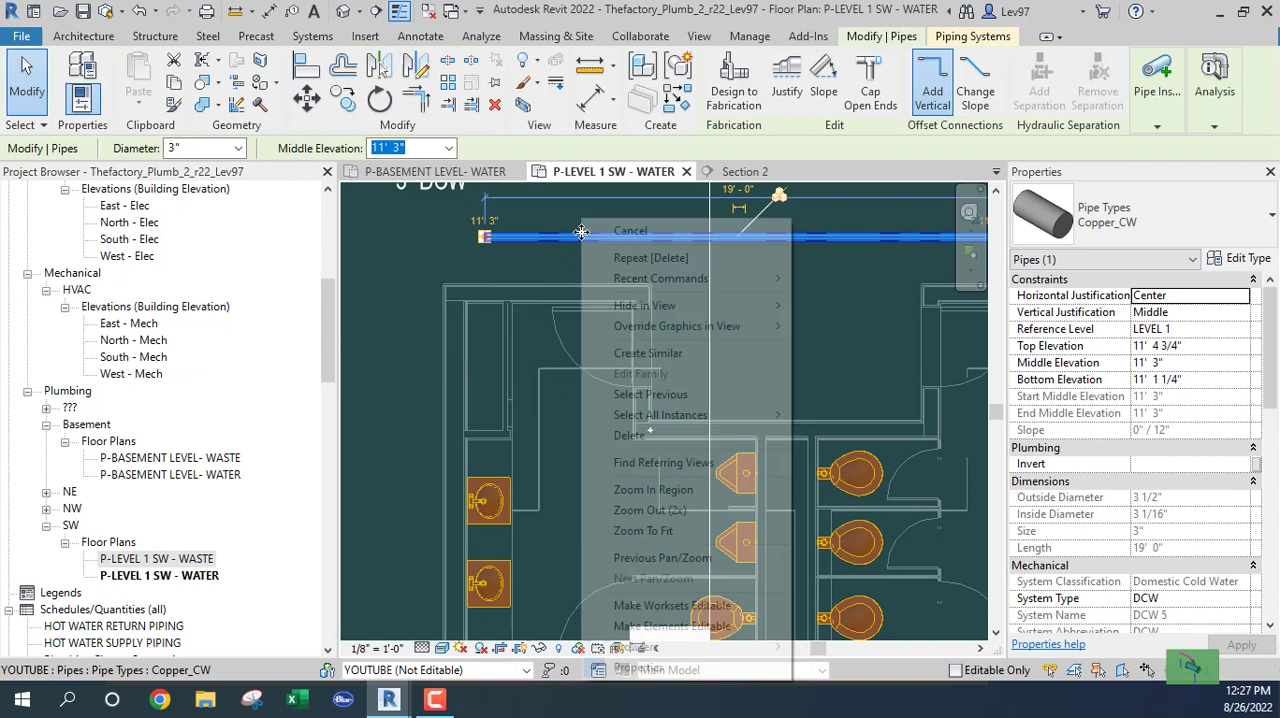 Autodesk Revit 2022 - Thefactory_Plumb_2_r22_Lev97 - Floor Plan: P-LEVEL 1 SW - WATER
Lev97
File Architecture Structure Steel Precast Systems Insert Annotate Analyze Massing & Site Collaborate View Manage Add-Ins Modify | Pipes Piping Systems
Modify
Paste
Design to Fabrication
Justify
Slope
Cap Open Ends
Add Vertical
Change Slope
Add Separation
Remove Separation
Pipe Ins...
Analysis
Select Properties Clipboard Geometry Modify View Measure Create Fabrication Edit Offset Connections Hydraulic Separation
Modify | Pipes Diameter: 3" Middle Elevation: 11' 3"
Project Browser - Thefactory_Plumb_2_r22_Lev97
Elevations (Building Elevation)
East - Elec
North - Elec
South - Elec
West - Elec
Mechanical
HVAC
Elevations (Building Elevation)
East - Mech
North - Mech
South - Mech
West - Mech
Plumbing
???
Basement
Floor Plans
P-BASEMENT LEVEL- WASTE
P-BASEMENT LEVEL- WATER
NE
NW
SW
Floor Plans
P-LEVEL 1 SW - WASTE
P-LEVEL 1 SW - WATER
Legends
Schedules/Quantities (all)
HOT WATER RETURN PIPING
HOT WATER SUPPLY PIPING
P-BASEMENT LEVEL- WATER
P-LEVEL 1 SW - WATER
Section 2
3" DCW
19' - 0"
11' 3"
Cancel
Repeat [Delete]
Recent Commands
Hide in View
Override Graphics in View
Create Similar
Edit Family
Select Previous
Select All Instances
Delete
Find Referring Views
Zoom In Region
Zoom Out (2x)
Zoom To Fit
Previous Pan/Zoom
Next Pan/Zoom
Make Worksets Editable
Make Elements Editable
Properties
1/8" = 1'-0"
Properties
Pipe Types
Copper_CW
Pipes (1)
Edit Type
Constraints
Horizontal Justification Center
Vertical Justification Middle
Reference Level LEVEL 1
Top Elevation 11' 4 3/4"
Middle Elevation 11' 3"
Bottom Elevation 11' 1 1/4"
Start Middle Elevation 11' 3"
End Middle Elevation 11' 3"
Slope 0" / 12"
Plumbing
Invert
Dimensions
Outside Diameter 3 1/2"
Inside Diameter 3 1/16"
Size 3"
Length 19' 0"
Mechanical
System Classification Domestic Cold Water
System Type DCW
System Name DCW 5
Properties help
Apply
YOUTUBE : Pipes : Pipe Types : Copper_CW
YOUTUBE (Not Editable)
:0
Main Model
Editable Only
12:27 PM
8/26/2022